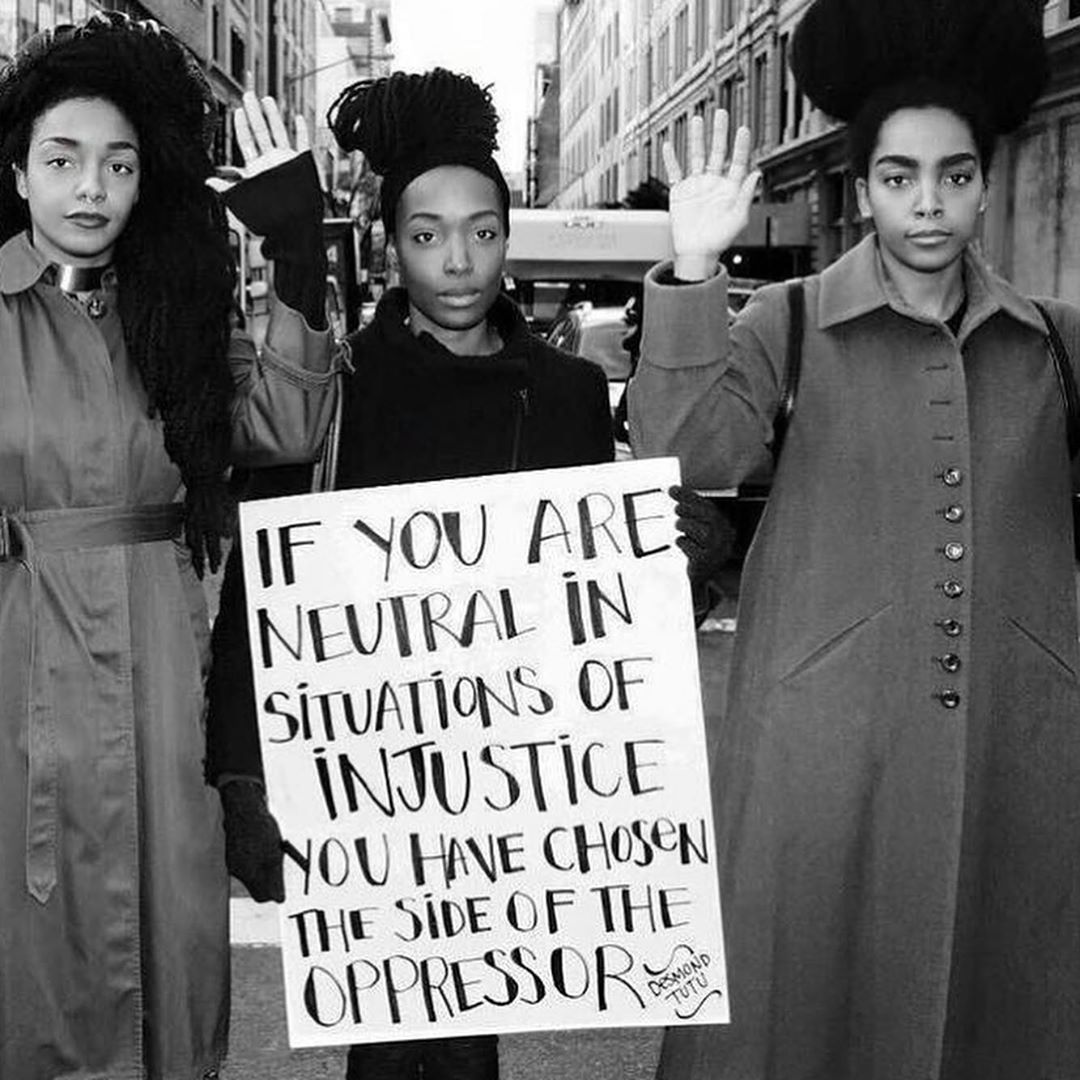 IF YOU ARE
NEUTRAL IN
SITUATIONS OF
INJUSTICE
YOU HAVE CHOSEN
THE SIDE OF THE
OPPRESSOR
DESMOND
TUTU